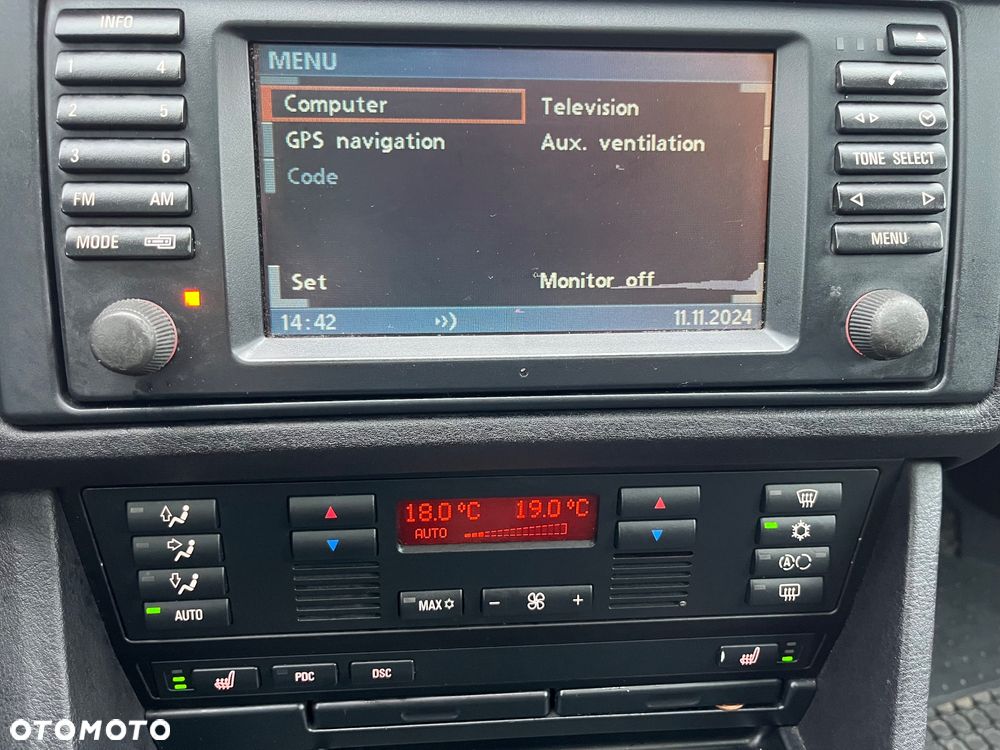 INFO
1 4
2 5
3 6
FM AM
MODE
MENU
Computer
Television
GPS navigation
Aux. ventilation
Code
Set
Monitor off
14:42
11.11.2024
TONE SELECT
MENU
18.0 °C 19.0 °C
AUTO
AUTO
MAX
− +
A
PDC
DSC
OTOMOTO